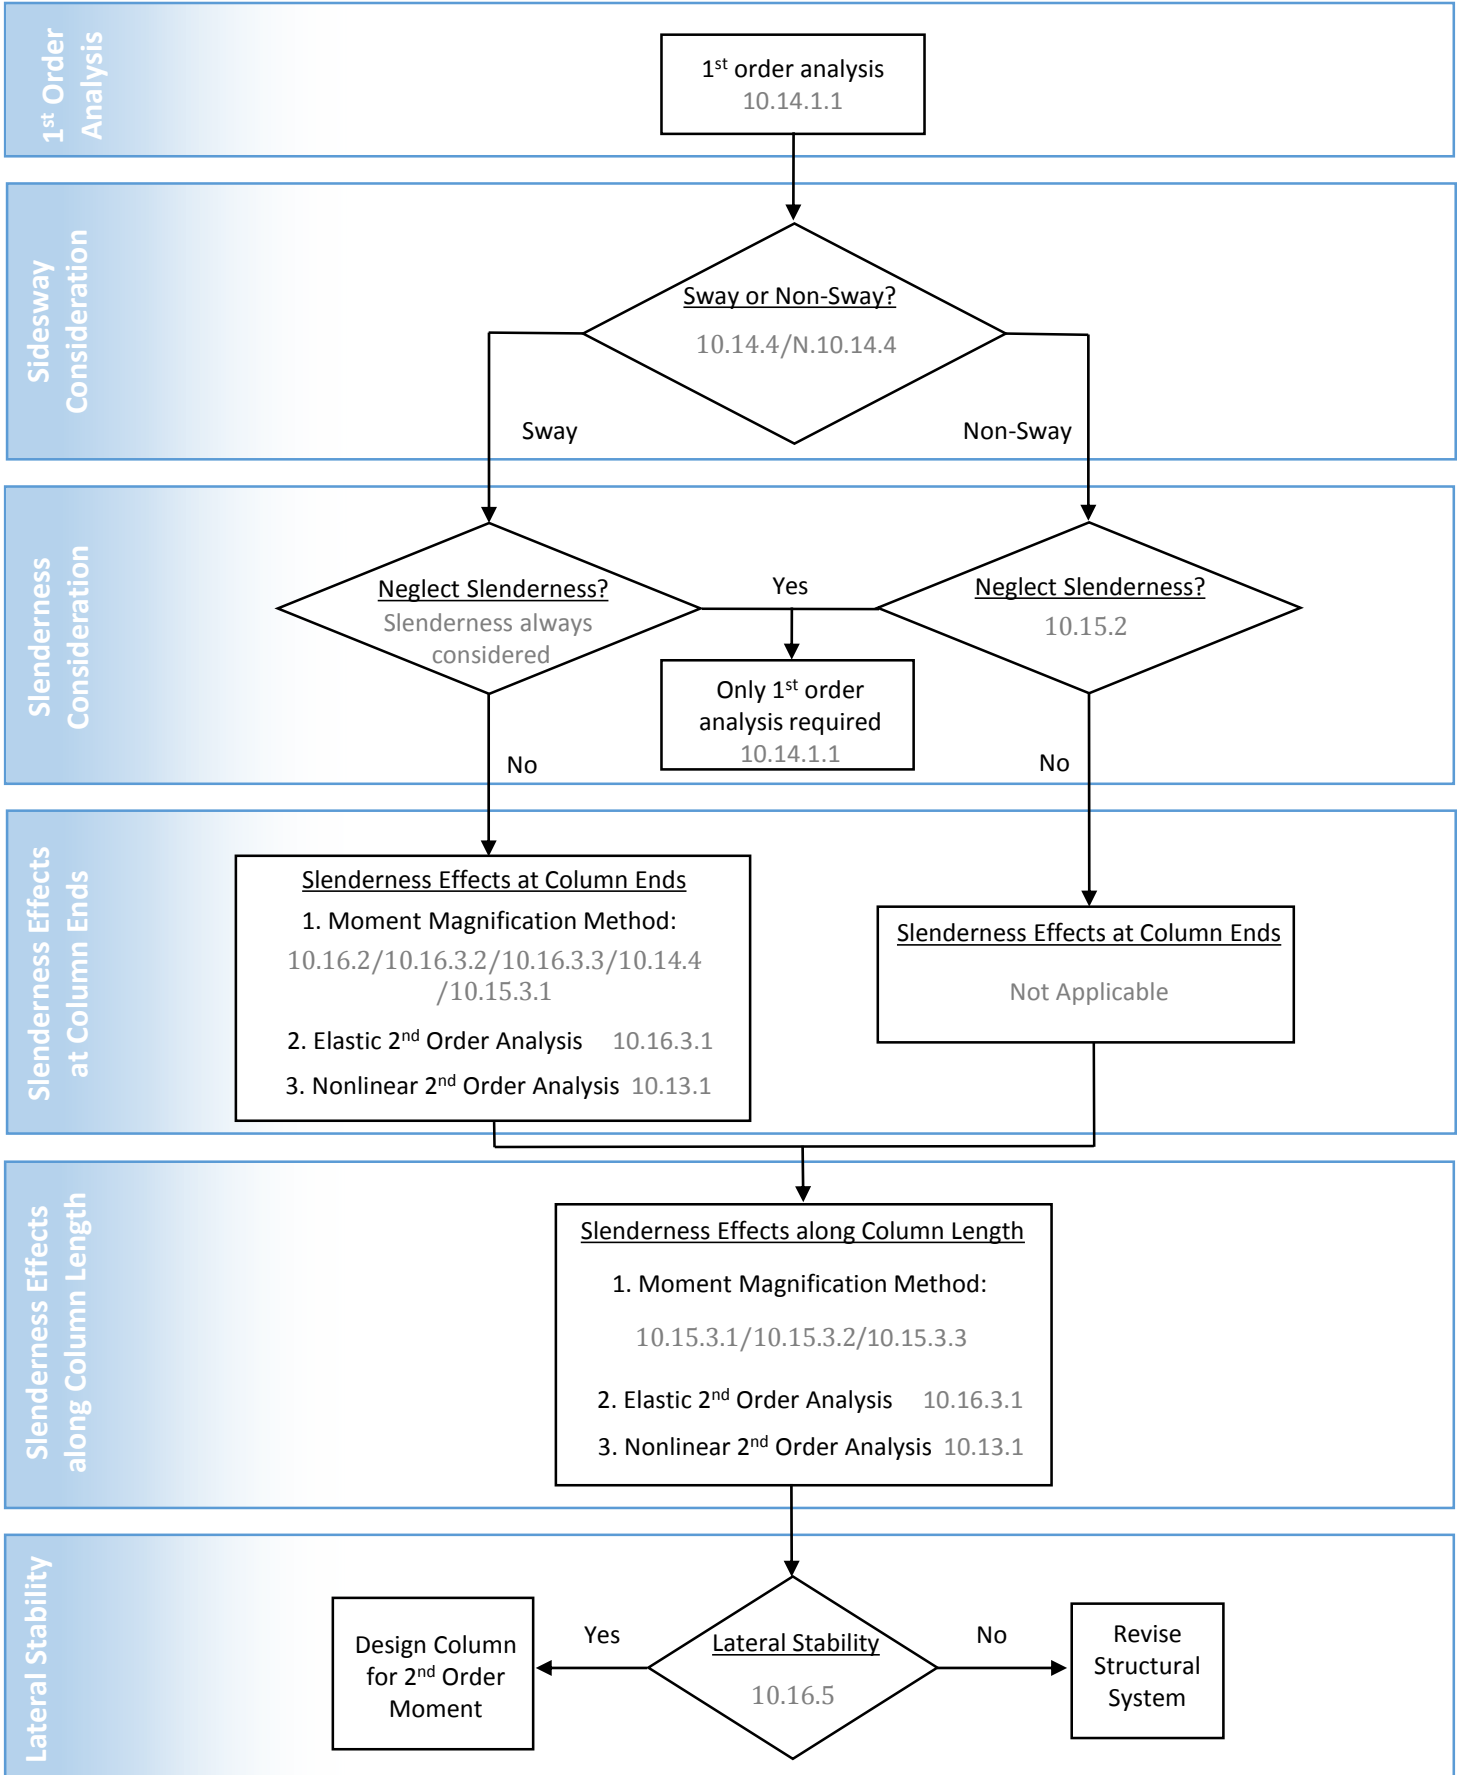 1st Order
Analysis
1st order analysis
10.14.1.1
Sidesway
Consideration
Sway or Non-Sway?
10.14.4/N.10.14.4
Sway
Non-Sway
Slenderness
Consideration
Neglect Slenderness?
Slenderness always
considered
Yes
Neglect Slenderness?
10.15.2
Only 1st order
analysis required
10.14.1.1
No
No
Slenderness Effects
at Column Ends
Slenderness Effects at Column Ends
1. Moment Magnification Method:
10.16.2/10.16.3.2/10.16.3.3/10.14.4
/10.15.3.1
2. Elastic 2nd Order Analysis 10.16.3.1
3. Nonlinear 2nd Order Analysis 10.13.1
Slenderness Effects at Column Ends
Not Applicable
Slenderness Effects
along Column Length
Slenderness Effects along Column Length
1. Moment Magnification Method:
10.15.3.1/10.15.3.2/10.15.3.3
2. Elastic 2nd Order Analysis 10.16.3.1
3. Nonlinear 2nd Order Analysis 10.13.1
Lateral Stability
Design Column
for 2nd Order
Moment
Yes
Lateral Stability
10.16.5
No
Revise
Structural
System